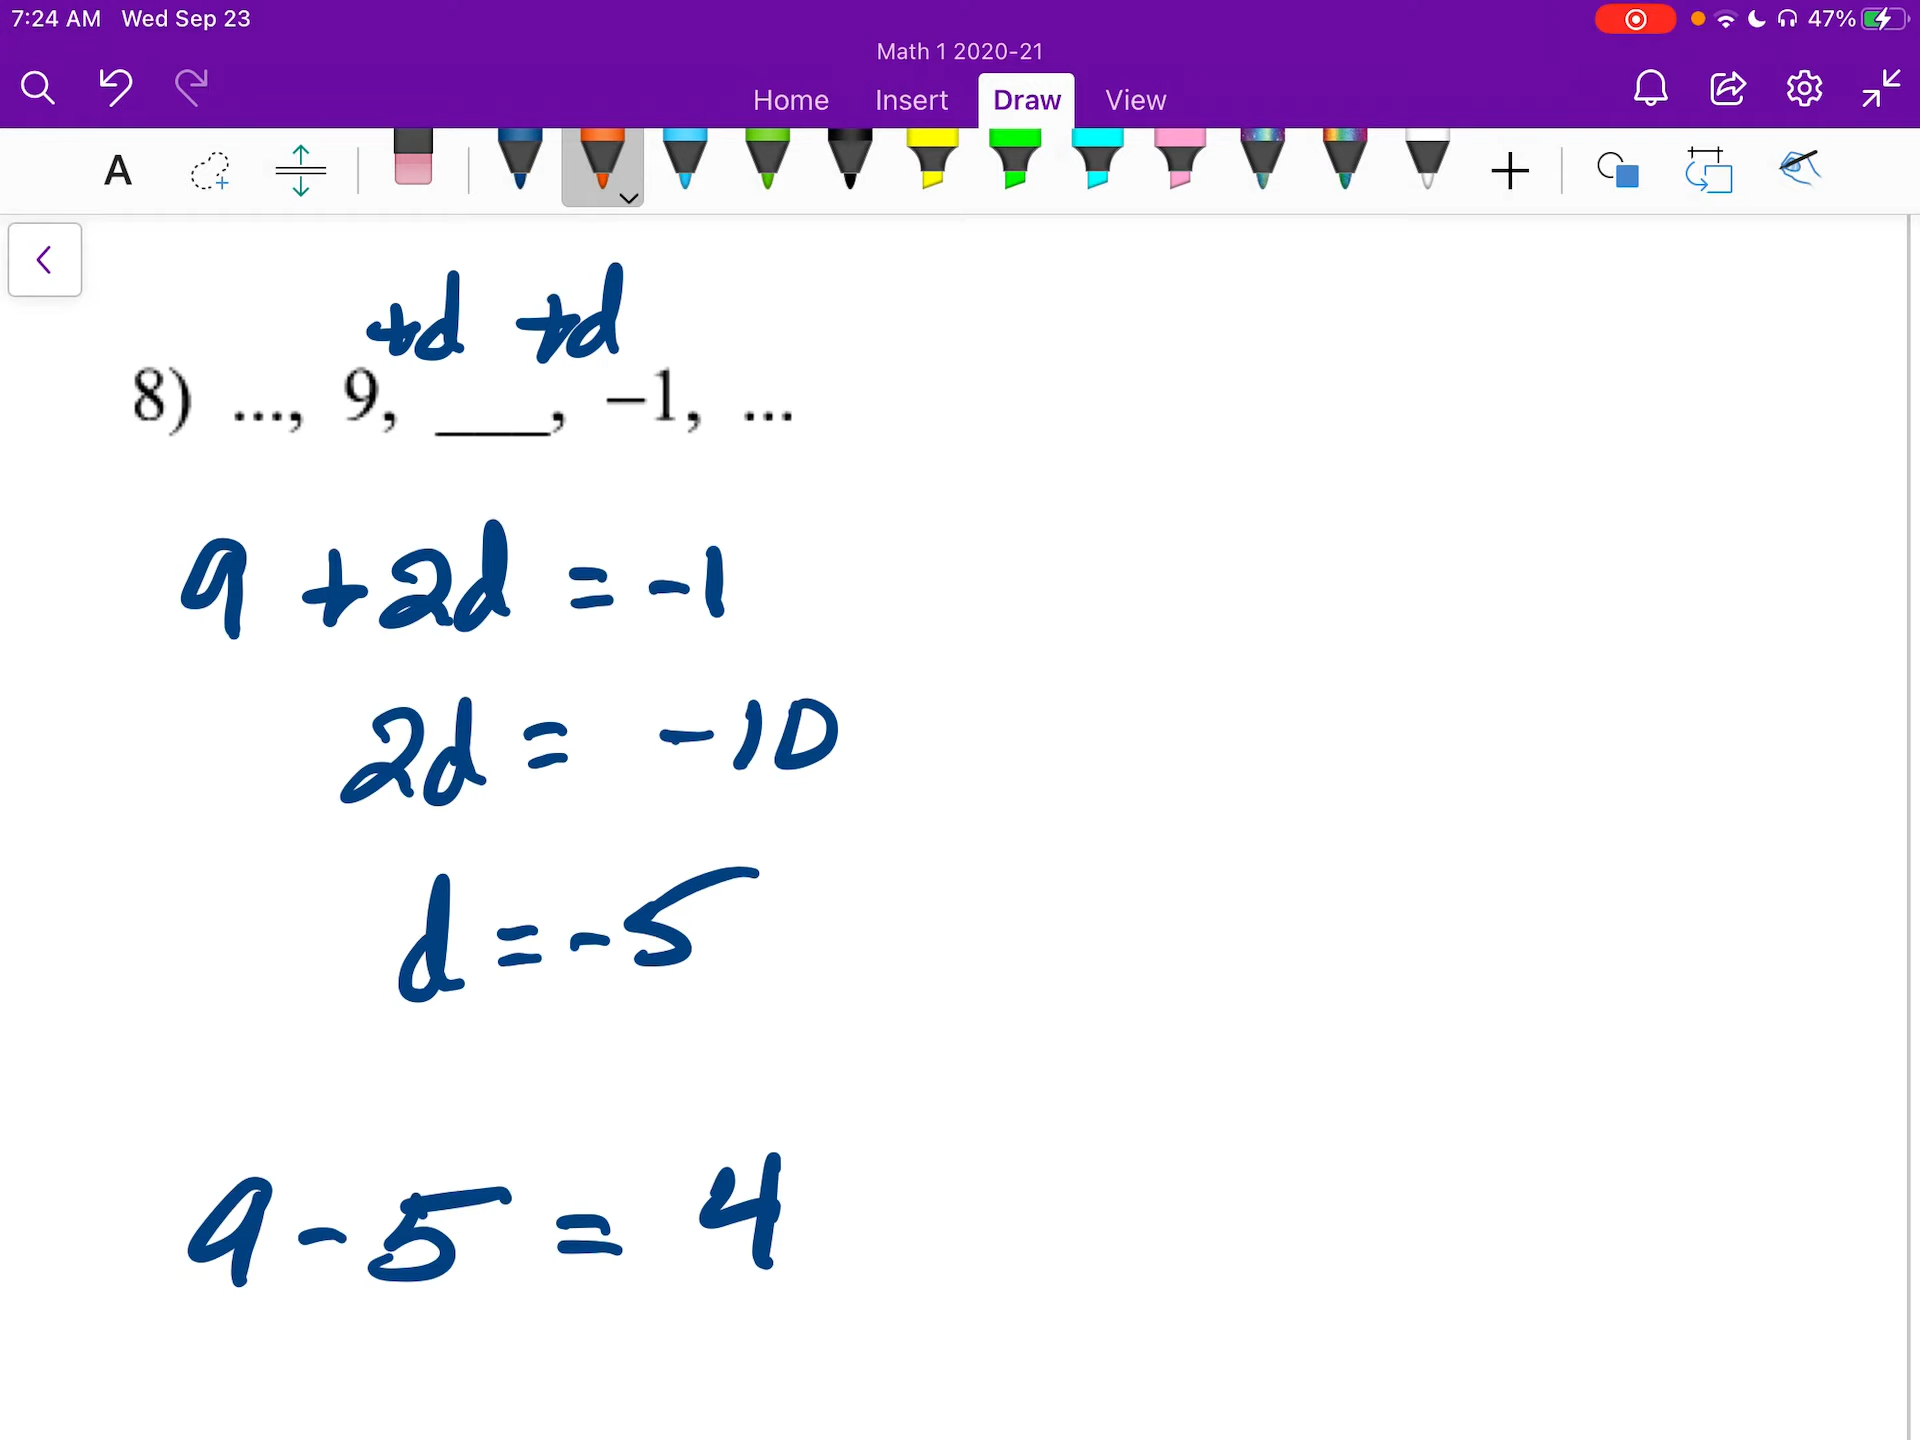 7:24 AM Wed Sep 23
47%
Math 1 2020-21
Home Insert Draw View
A
+d +d
8) ..., 9, ___, −1, ...
9 +2d = -1
2d = -10
d = -5
9 - 5 = 4